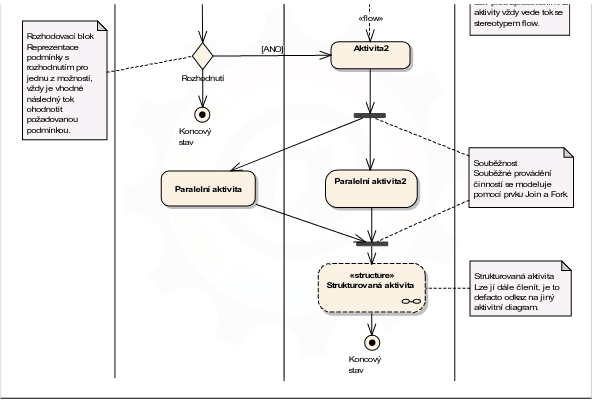 aktivity vždy vede tok se
stereotypem flow.
«flow»
Rozhodovací blok
Reprezentace
podmínky s
rozhodnutím pro
jednu z možností,
vždy je vhodné
následný tok
ohodnotit
požadovanou
podmínkou.
[ANO]
Aktivita2
Rozhodnutí
Koncový
stav
Souběžnost
Souběžné provádění
činností se modeluje
pomocí prvku Join a Fork.
Paralelní aktivita
Paralelní aktivita2
«structure»
Strukturovaná aktivita
Strukturovaná aktivita
Lze jí dále členit, je to
defacto odkaz na jiný
aktivitní diagram.
Koncový
stav